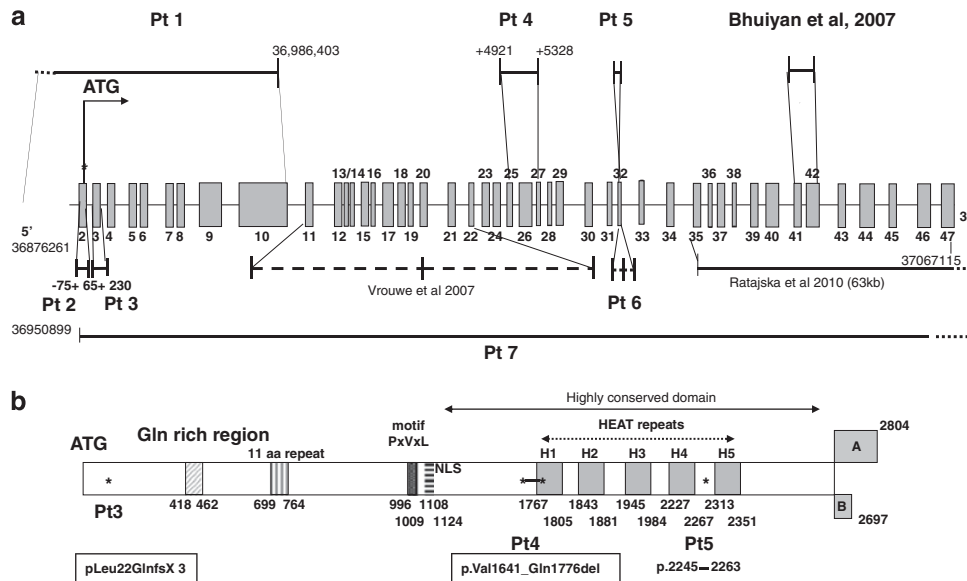 a
Pt 1 Pt 4 Pt 5 Bhuiyan et al, 2007
36,986,403 +4921 +5328
ATG
*
13/14 16 18 20 23 25 27 29 32 36 38 42
5' 2 3 4 5 6 7 8 9 10 11 12 15 17 19 21 22 24 26 28 30 31 33 34 35 37 39 40 41 43 44 45 46 47 3
36876261 37067115
-75+ 65+ 230
Vrouwe et al 2007 Ratajska et al 2010 (63kb)
Pt 2 Pt 3 Pt 6
36950899
Pt 7
b
Highly conserved domain
ATG Gln rich region motif HEAT repeats
PxVxL
11 aa repeat H1 H2 H3 H4 H5 2804
A
NLS
* * * *
418 462 699 764 996 1108 1767 1843 1945 2227 2313 B
Pt3 1009 1124 1805 1881 1984 2267 2351 2697
Pt4 Pt5
pLeu22GlnfsX 3 p.Val1641_Gln1776del p.2245–2263